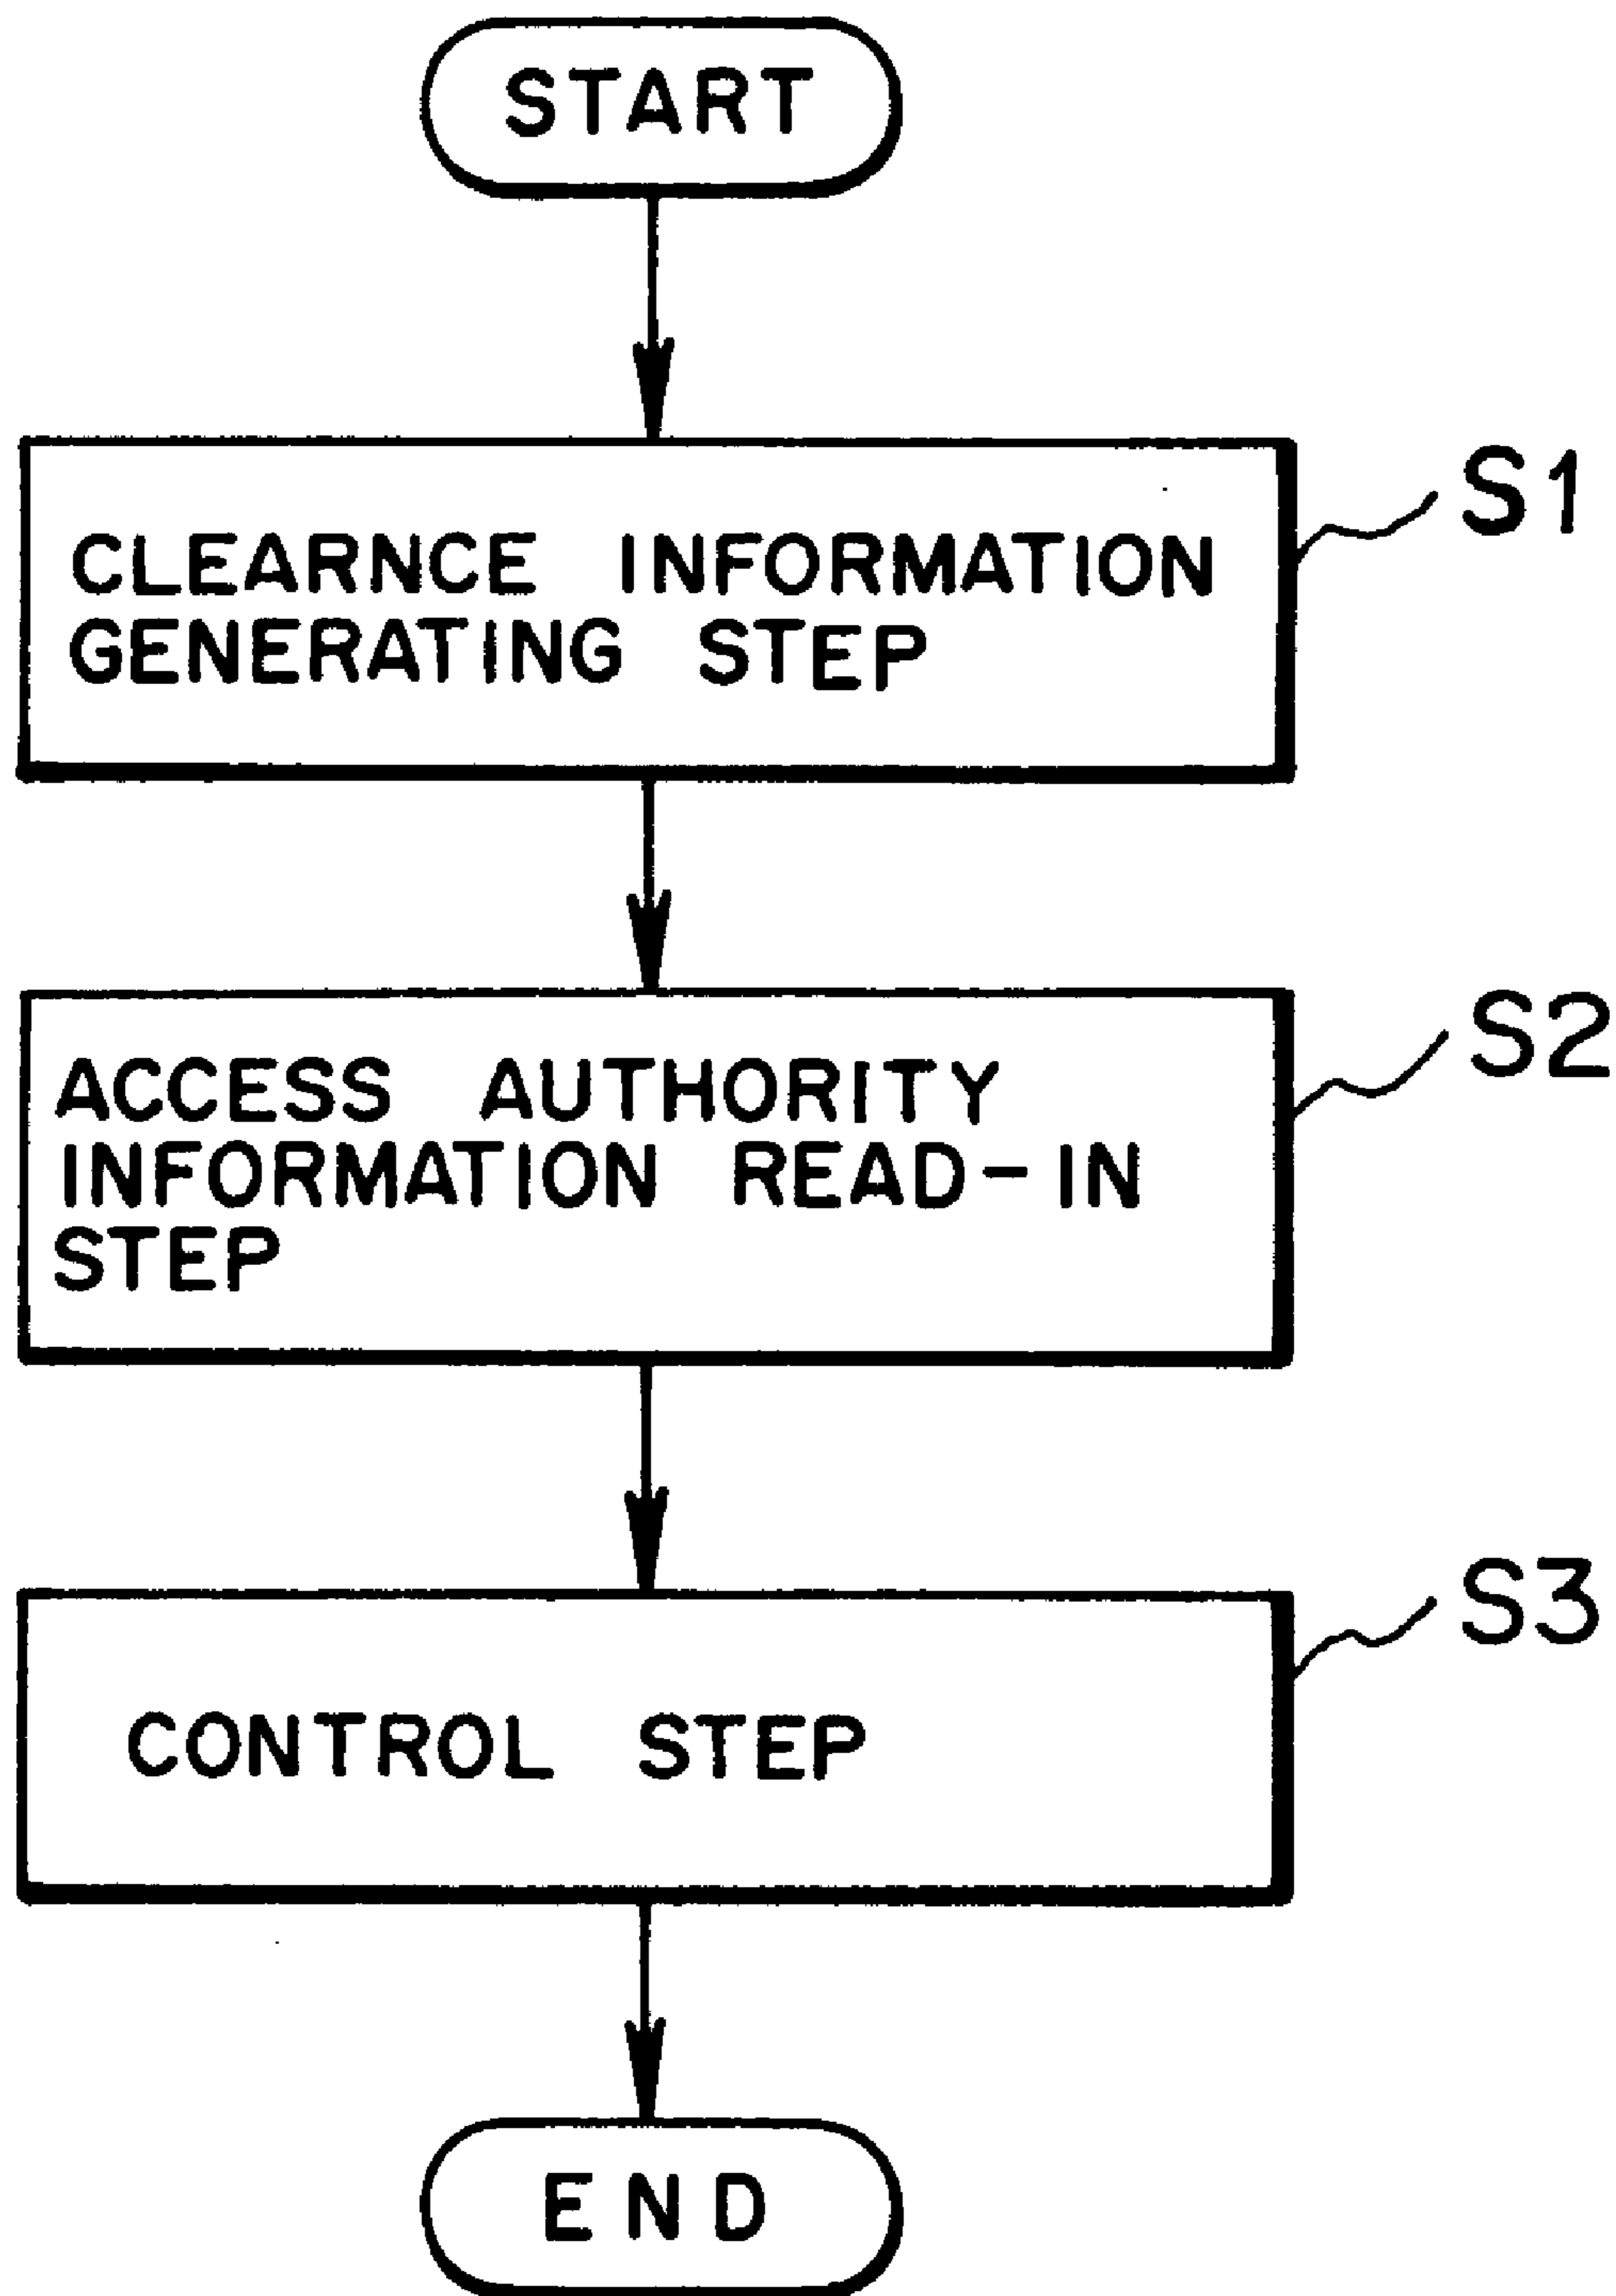 START
S1
CLEARNCE INFORMATION
GENERATING STEP
S2
ACCESS AUTHORITY
INFORMATION READ-IN
STEP
S3
CONTROL STEP
END